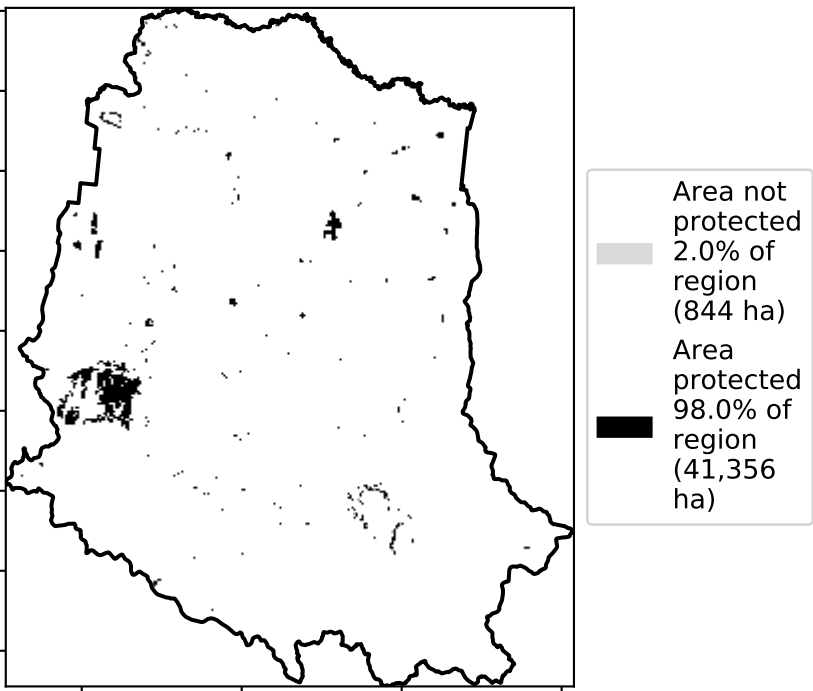 Area not
protected
2.0% of
region
(844 ha)
Area
protected
98.0% of
region
(41,356
ha)